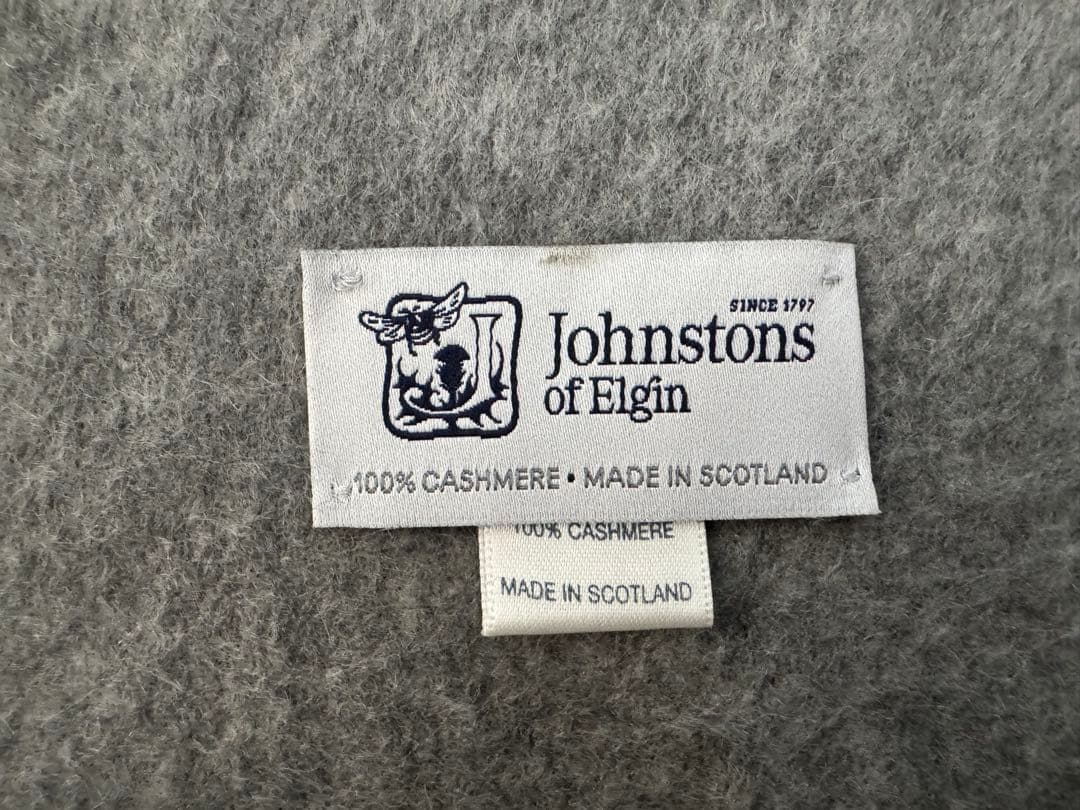 SINCE 1797
Johnstons
of Elgin
100% CASHMERE • MADE IN SCOTLAND
100% CASHMERE
MADE IN SCOTLAND